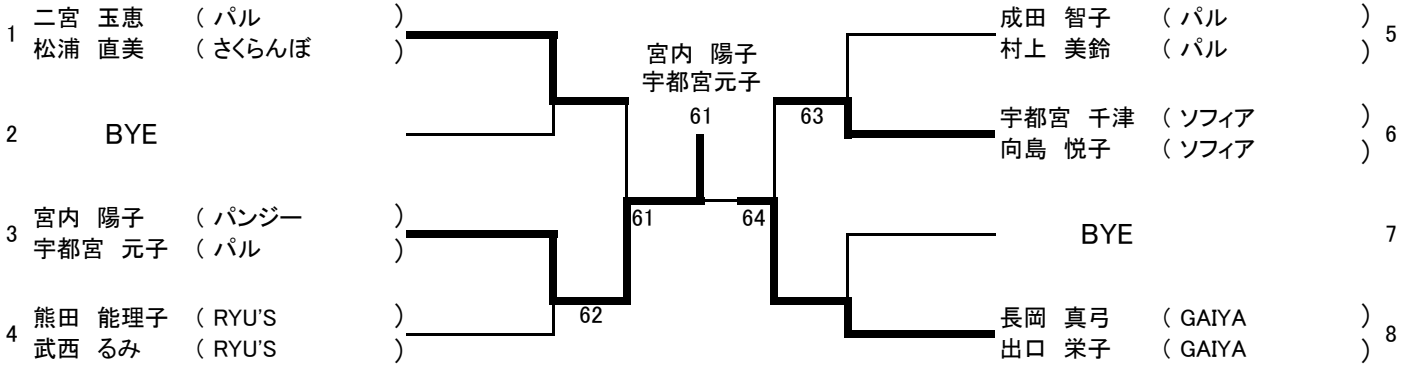 1 二宮 玉恵 ( パル )
松浦 直美 ( さくらんぼ )
2 BYE
3 宮内 陽子 ( パンジー )
宇都宮 元子 ( パル )
4 熊田 能理子 ( RYU'S )
武西 るみ ( RYU'S )
62
61
宮内 陽子
宇都宮元子
61
63
64
成田 智子 ( パル ) 5
村上 美鈴 ( パル )
宇都宮 千津 ( ソフィア ) 6
向島 悦子 ( ソフィア )
BYE 7
長岡 真弓 ( GAIYA ) 8
出口 栄子 ( GAIYA )